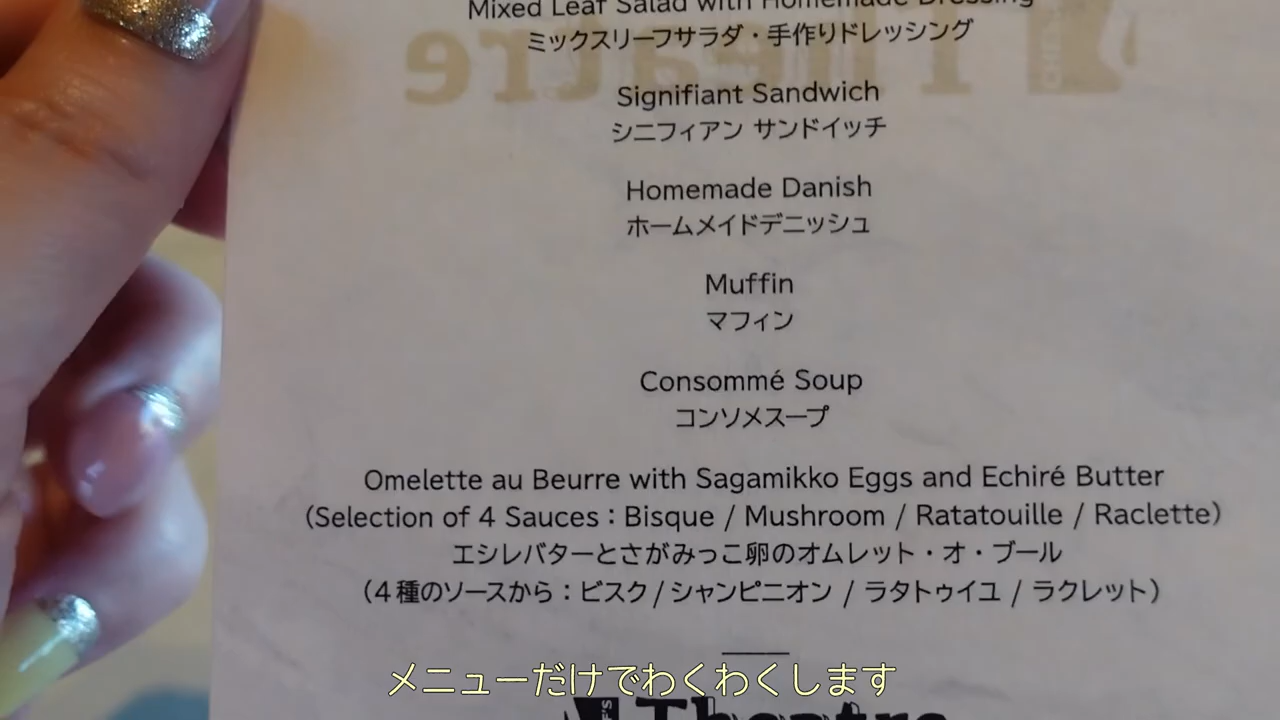 Mixed Leaf Salad with Homemade Dressing
ミックスリーフサラダ・手作りドレッシング
Signifiant Sandwich
シニフィアン サンドイッチ
Homemade Danish
ホームメイドデニッシュ
Muffin
マフィン
Consommé Soup
コンソメスープ
Omelette au Beurre with Sagamikko Eggs and Echiré Butter
(Selection of 4 Sauces : Bisque / Mushroom / Ratatouille / Raclette)
エシレバターとさがみっこ卵のオムレット・オ・ブール
(4種のソースから : ビスク / シャンピニオン / ラタトゥイユ / ラクレット)
メニューだけでわくわくします
Theatre